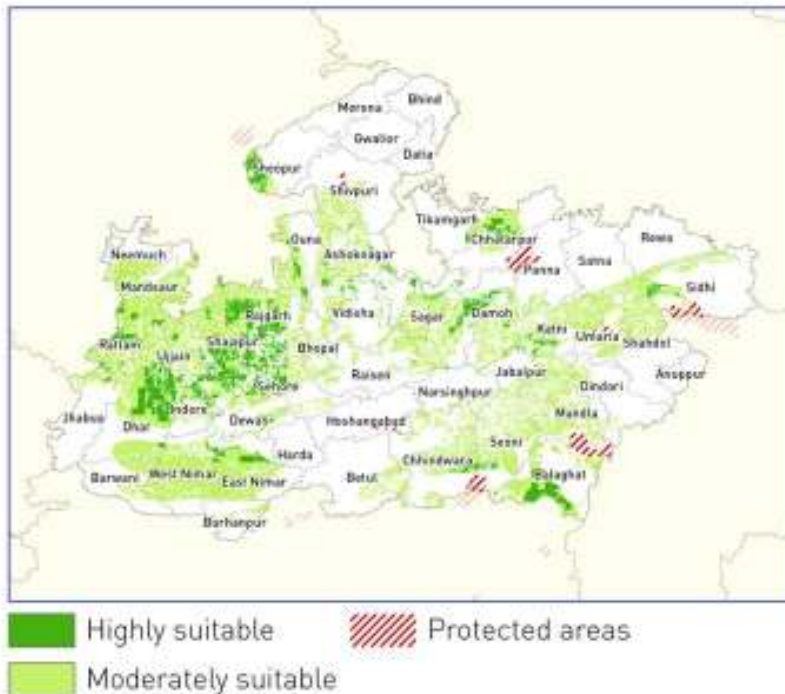 Bhind
Morena
Gwalior
Datia
Sheopur
Shivpuri
Tikamgarh
Chhatarpur
Guna
Ashoknagar
Rewa
Neemuch
Panna
Satna
Sidhi
Mandsaur
Rajgarh
Vidisha
Sagar
Damoh
Katni
Umaria
Shahdol
Ratlam
Ujjain
Shajapur
Bhopal
Raisen
Jabalpur
Anuppur
Sehore
Narsinghpur
Dindori
Jhabua
Dhar
Indore
Dewas
Hoshangabad
Mandla
Seoni
Harda
Chhindwara
Barwani
West Nimar
East Nimar
Betul
Balaghat
Burhanpur
Highly suitable
Protected areas
Moderately suitable